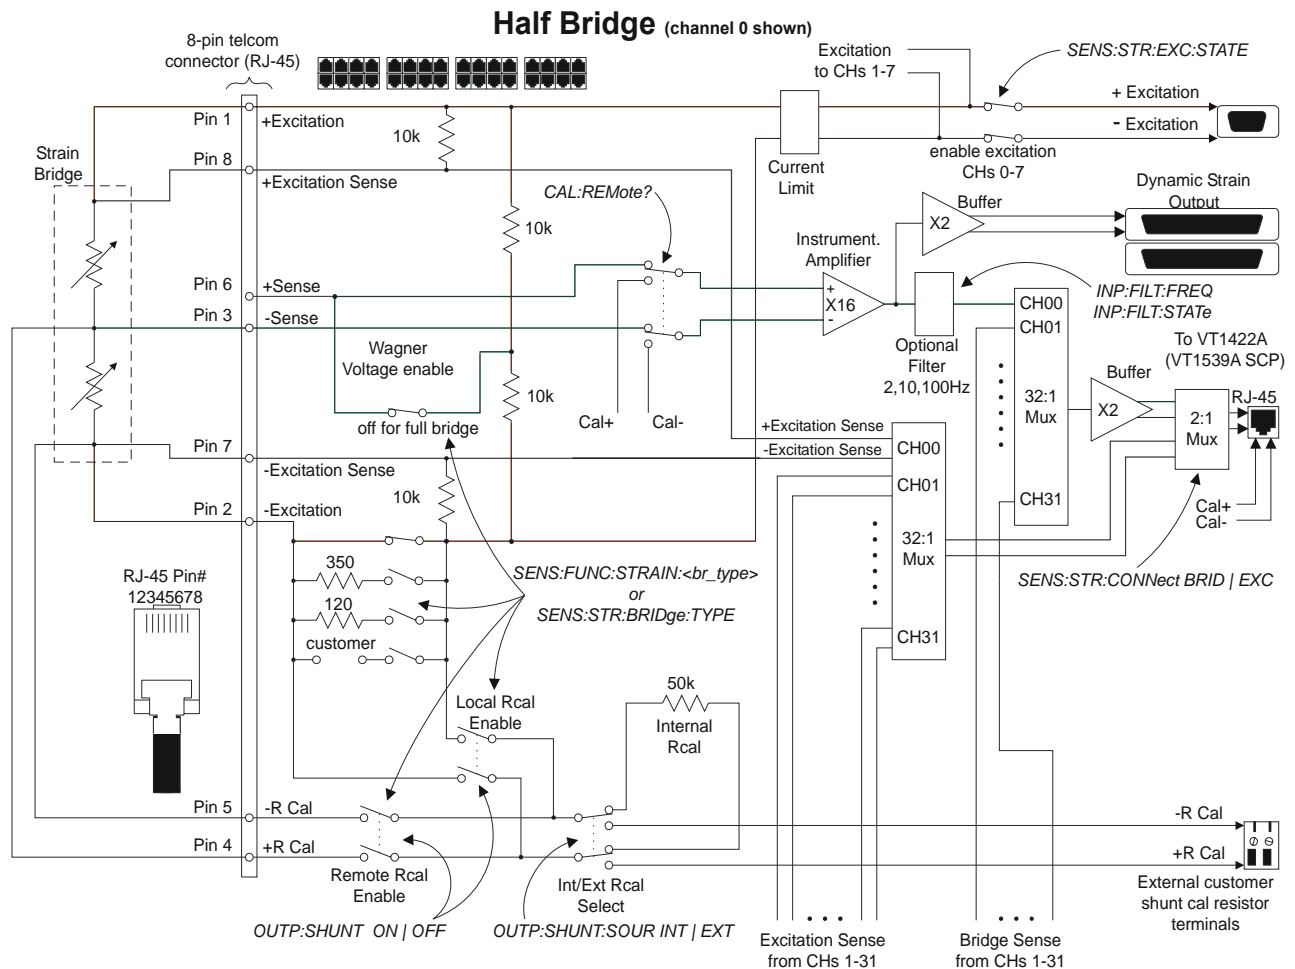 Half Bridge (channel 0 shown)
8-pin telcom
connector (RJ-45)
Excitation
to CHs 1-7
SENS:STR:EXC:STATE
Pin 1
+Excitation
10k
+ Excitation
- Excitation
Strain
Bridge
Pin 8
+Excitation Sense
Current
Limit
enable excitation
CHs 0-7
CAL:REMote?
10k
Buffer
X2
Dynamic Strain
Output
Instrument.
Amplifier
Pin 6
+Sense
Pin 3
-Sense
+
X16
-
INP:FILT:FREQ
INP:FILT:STATe
CH00
CH01
Wagner
Voltage enable
Optional
Filter
2,10,100Hz
To VT1422A
(VT1539A SCP)
Buffer
X2
RJ-45
32:1
Mux
2:1
Mux
10k
off for full bridge
Cal+
Cal-
+Excitation Sense
-Excitation Sense
Pin 7
-Excitation Sense
CH00
CH01
10k
CH31
Cal+
Cal-
Pin 2
-Excitation
32:1
Mux
RJ-45 Pin#
12345678
350
120
customer
SENS:FUNC:STRAIN:<br_type>
or
SENS:STR:BRIDge:TYPE
SENS:STR:CONNect BRID | EXC
CH31
50k
Internal
Rcal
Local Rcal
Enable
Pin 5
-R Cal
Pin 4
+R Cal
-R Cal
+R Cal
Remote Rcal
Enable
Int/Ext Rcal
Select
External customer
shunt cal resistor
terminals
OUTP:SHUNT ON | OFF
OUTP:SHUNT:SOUR INT | EXT
Excitation Sense
from CHs 1-31
Bridge Sense
from CHs 1-31